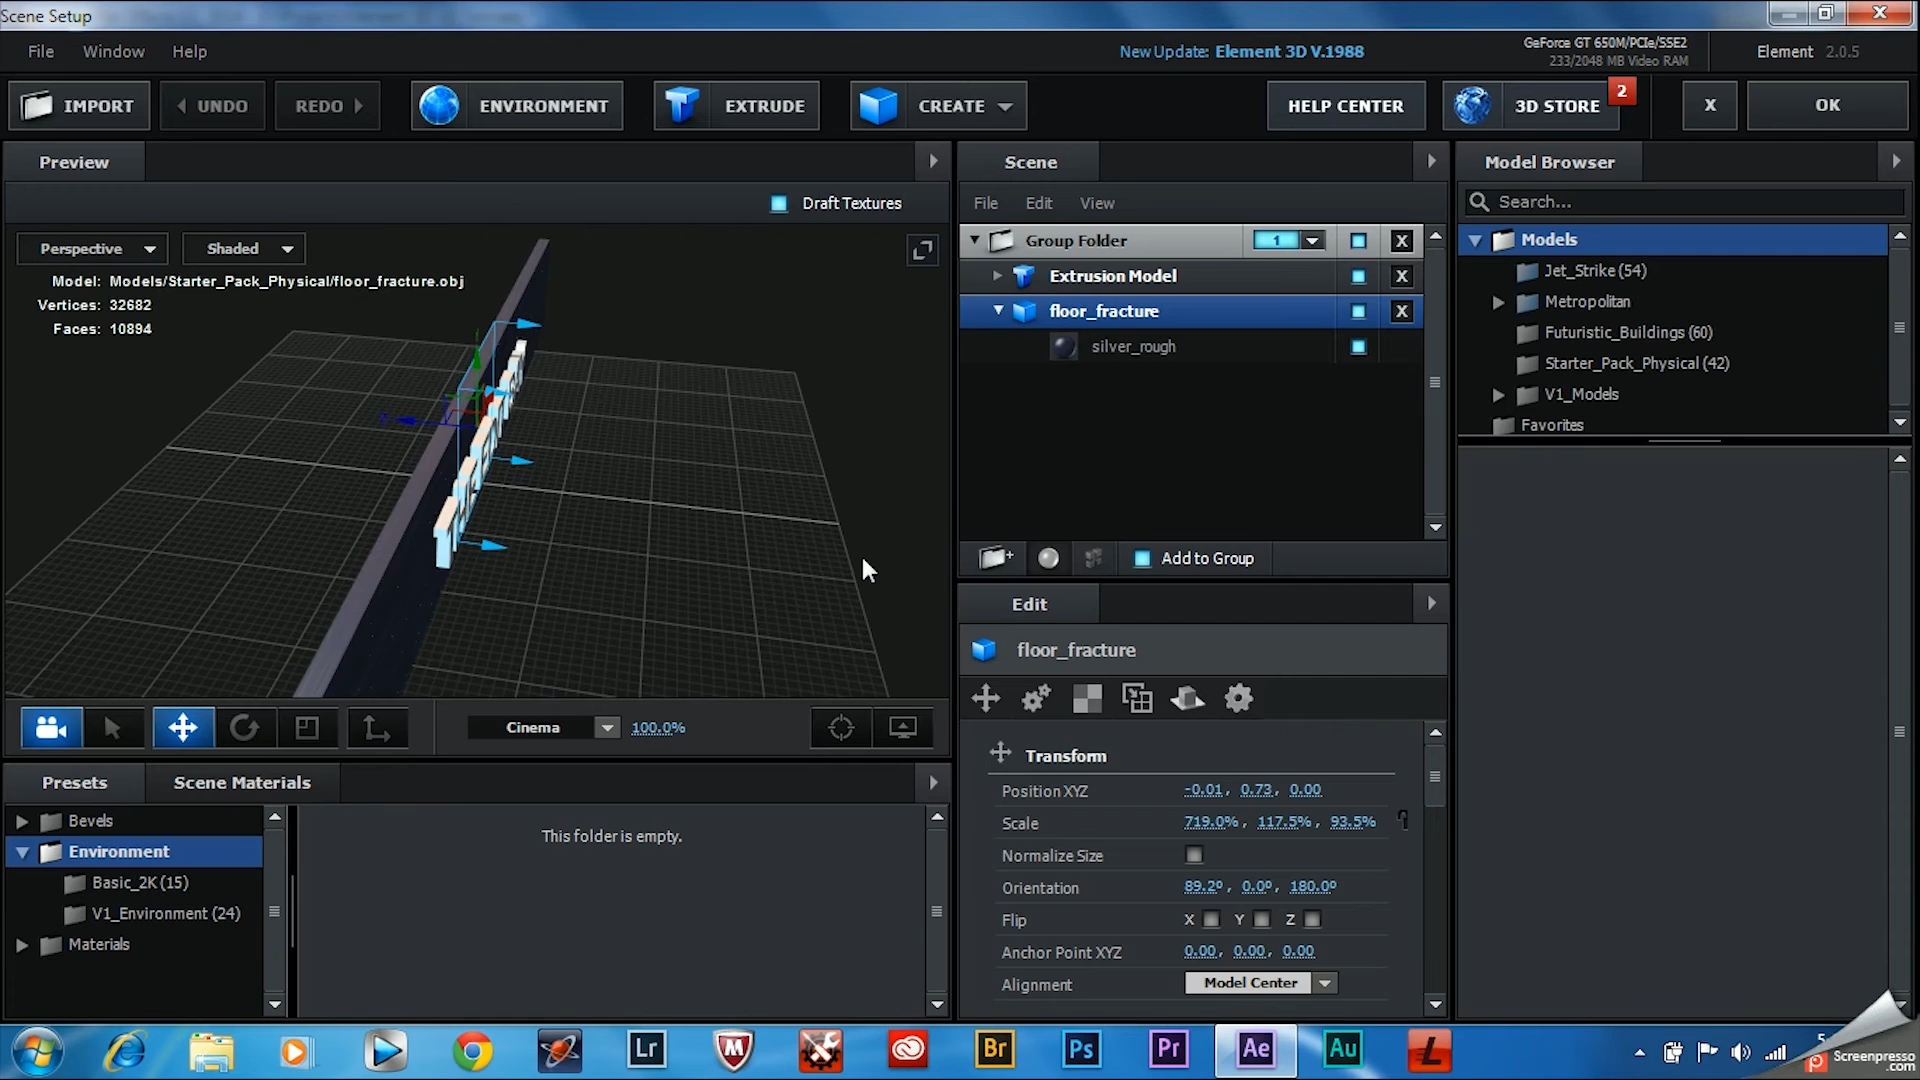 Scene Setup
File Window Help
New Update: Element 3D V.1988
GeForce GT 650M/PCIe/SSE2
233/2048 MB Video RAM
Element 2.0.5
IMPORT UNDO REDO ENVIRONMENT EXTRUDE CREATE HELP CENTER 3D STORE 2 X OK
Preview
Draft Textures
Perspective Shaded
Model: Models/Starter_Pack_Physical/floor_fracture.obj
Vertices: 32682
Faces: 10894
Z
Cinema 100.0%
Presets Scene Materials
Bevels
Environment
Basic_2K (15)
V1_Environment (24)
Materials
This folder is empty.
Scene
File Edit View
Group Folder 1 X
Extrusion Model X
floor_fracture X
silver_rough
Add to Group
Edit
floor_fracture
Transform
Position XYZ -0.01, 0.73, 0.00
Scale 719.0%, 117.5%, 93.5%
Normalize Size
Orientation 89.2º, 0.0º, 180.0º
Flip X Y Z
Anchor Point XYZ 0.00, 0.00, 0.00
Alignment Model Center
Model Browser
Search...
Models
Jet_Strike (54)
Metropolitan
Futuristic_Buildings (60)
Starter_Pack_Physical (42)
V1_Models
Favorites
Lr M Br Ps Pr Ae Au L
Screenpresso
.com